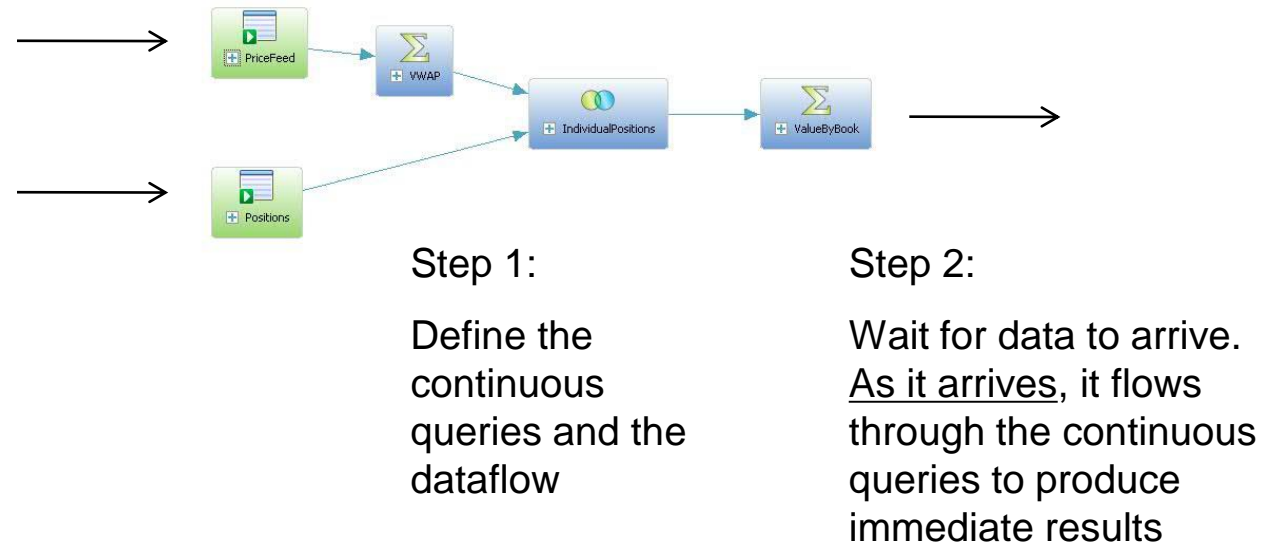 PriceFeed
VWAP
IndividualPositions
ValueByBook
Positions
Step 1:
Define the
continuous
queries and the
dataflow
Step 2:
Wait for data to arrive.
As it arrives, it flows
through the continuous
queries to produce
immediate results